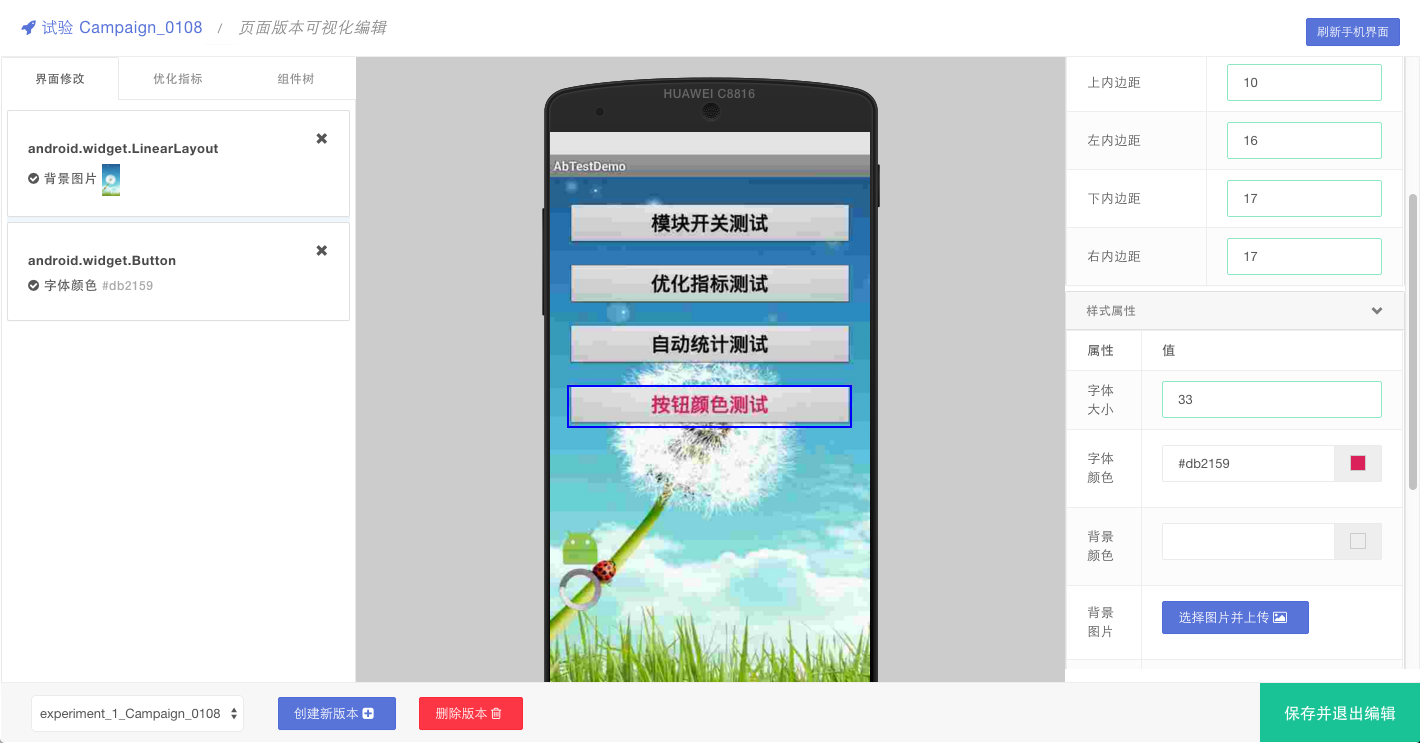 试验 Campaign_0108 / 页面版本可视化编辑
刷新手机界面
界面修改
优化指标
组件树
android.widget.LinearLayout
背景图片
android.widget.Button
字体颜色 #db2159
HUAWEI C8816
AbTestDemo
模块开关测试
优化指标测试
自动统计测试
按钮颜色测试
上内边距 10
左内边距 16
下内边距 17
右内边距 17
样式属性
属性 值
字体
大小
33
字体
颜色
#db2159
背景
颜色
背景
图片
选择图片并上传
experiment_1_Campaign_0108
创建新版本
删除版本
保存并退出编辑